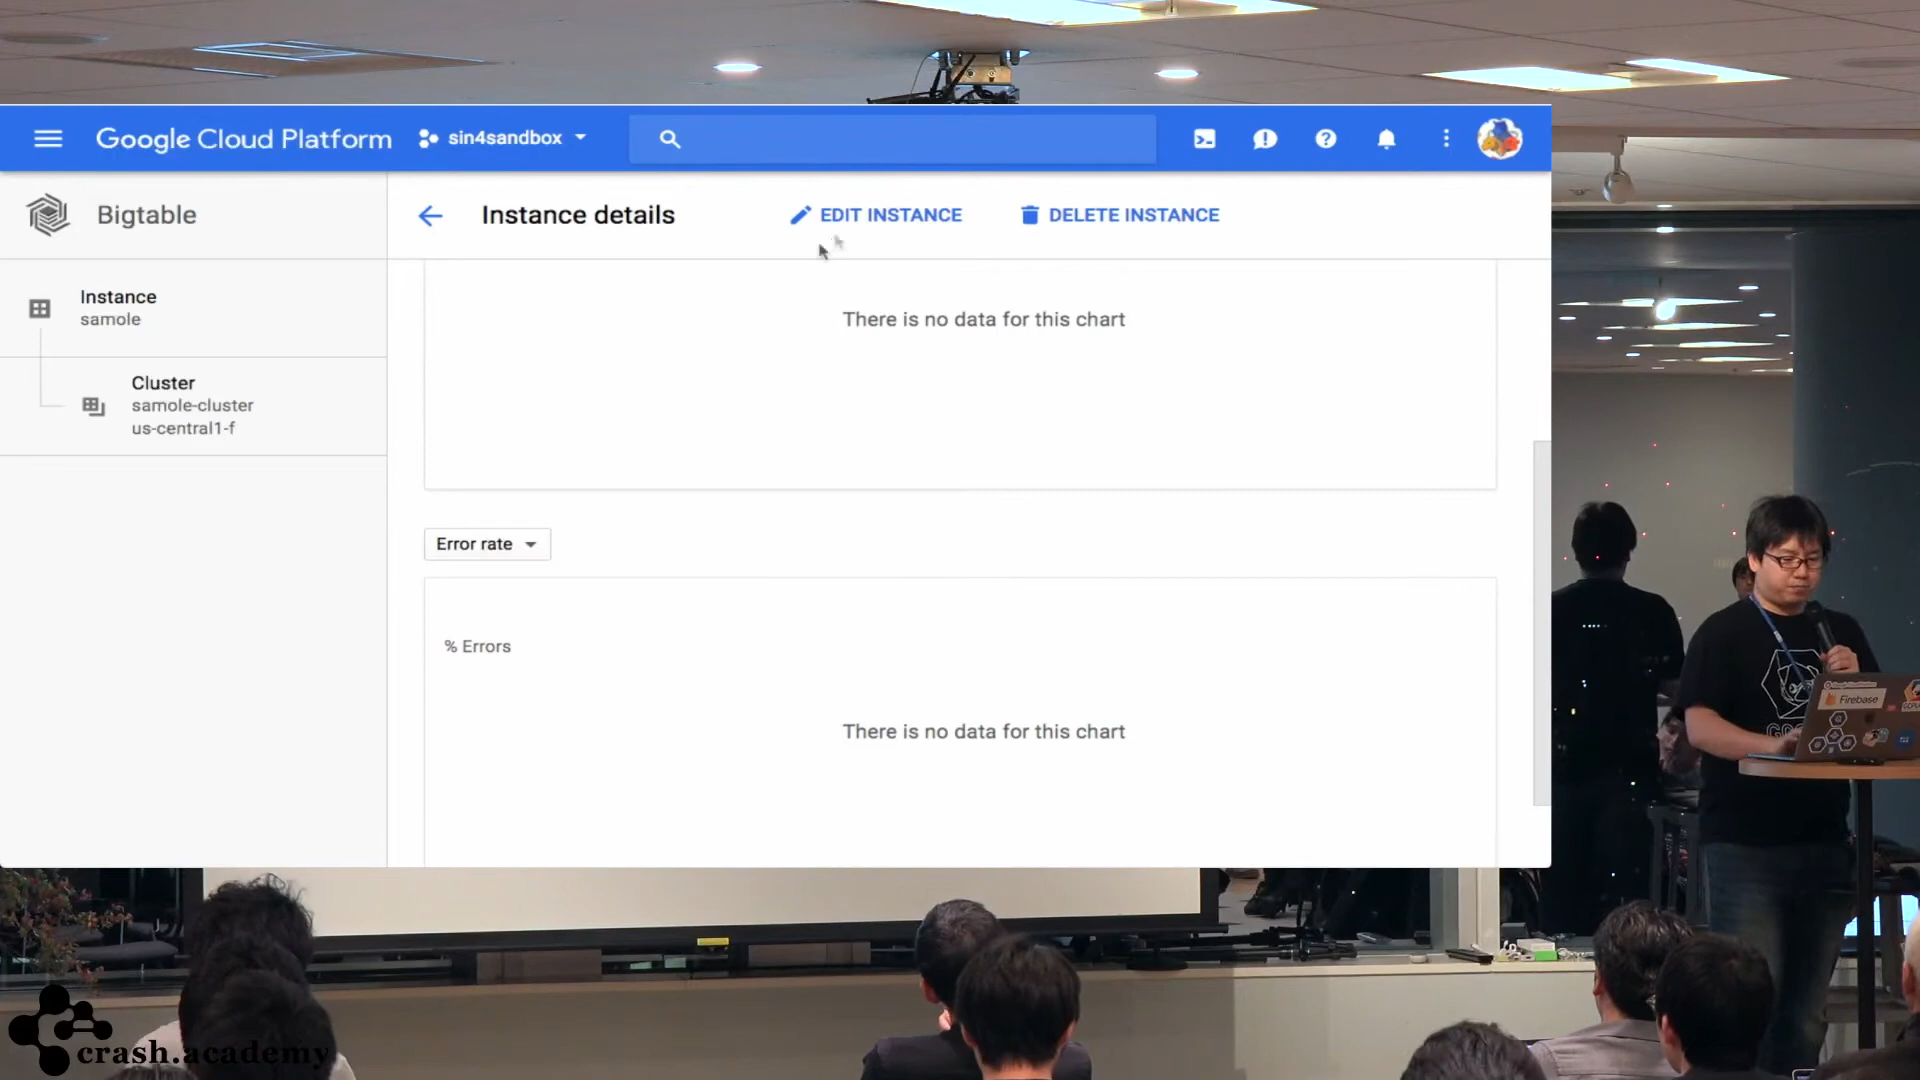 Google Cloud Platform
sin4sandbox
Bigtable
Instance details
EDIT INSTANCE
DELETE INSTANCE
Instance
samole
Cluster
samole-cluster
us-central1-f
There is no data for this chart
Error rate
% Errors
There is no data for this chart
Firebase
crash.academy